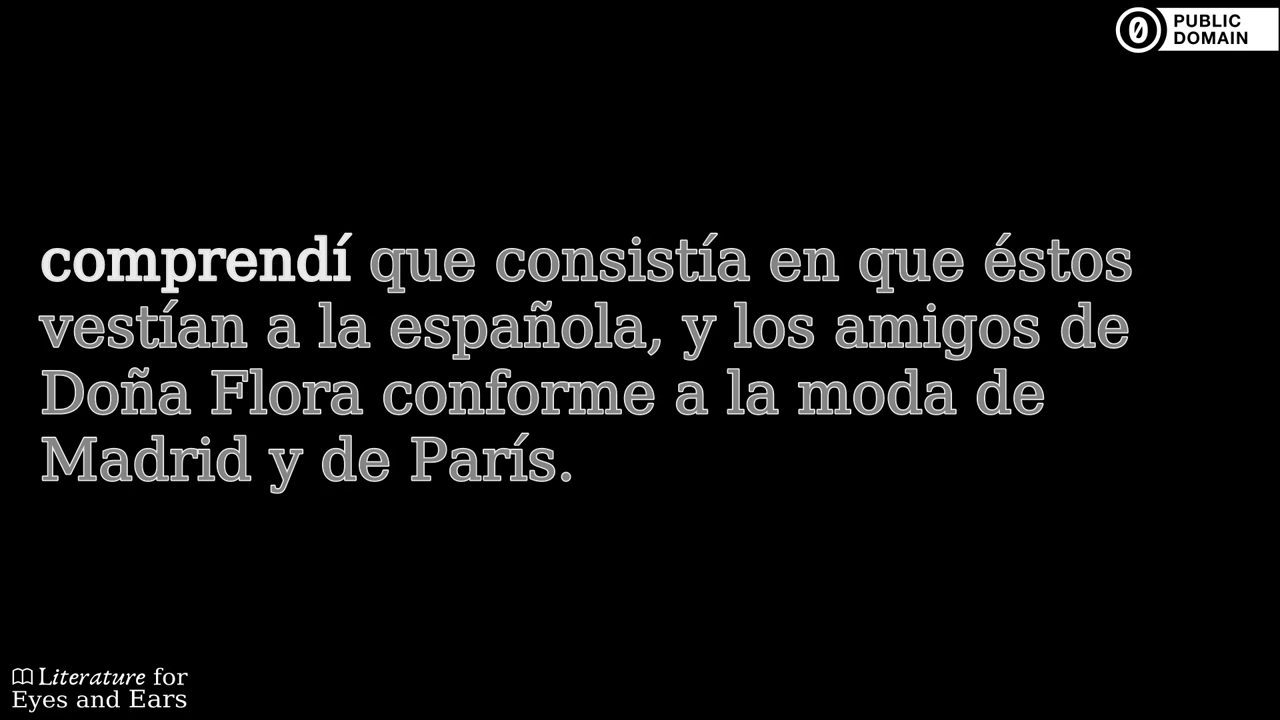 PUBLIC
DOMAIN
comprendí que consistía en que éstos
vestían a la española, y los amigos de
Doña Flora conforme a la moda de
Madrid y de París.
Literature for
Eyes and Ears